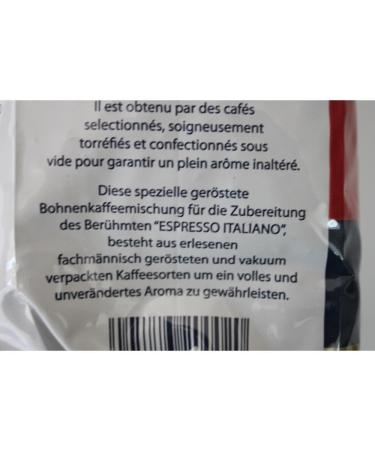 Il est obtenu par des cafés
selectionnés, soigneusement
torréfiés et confectionnés sous
vide pour garantir un plein arôme inaltéré.
Diese spezielle geröstete
Bohnenkaffeemischung für die Zubereitung
des Berühmten "ESPRESSO ITALIANO",
besteht aus erlesenen
fachmännisch gerösteten und vakuum
verpackten Kaffeesorten um ein volles und
unverändertes Aroma zu gewährleisten.